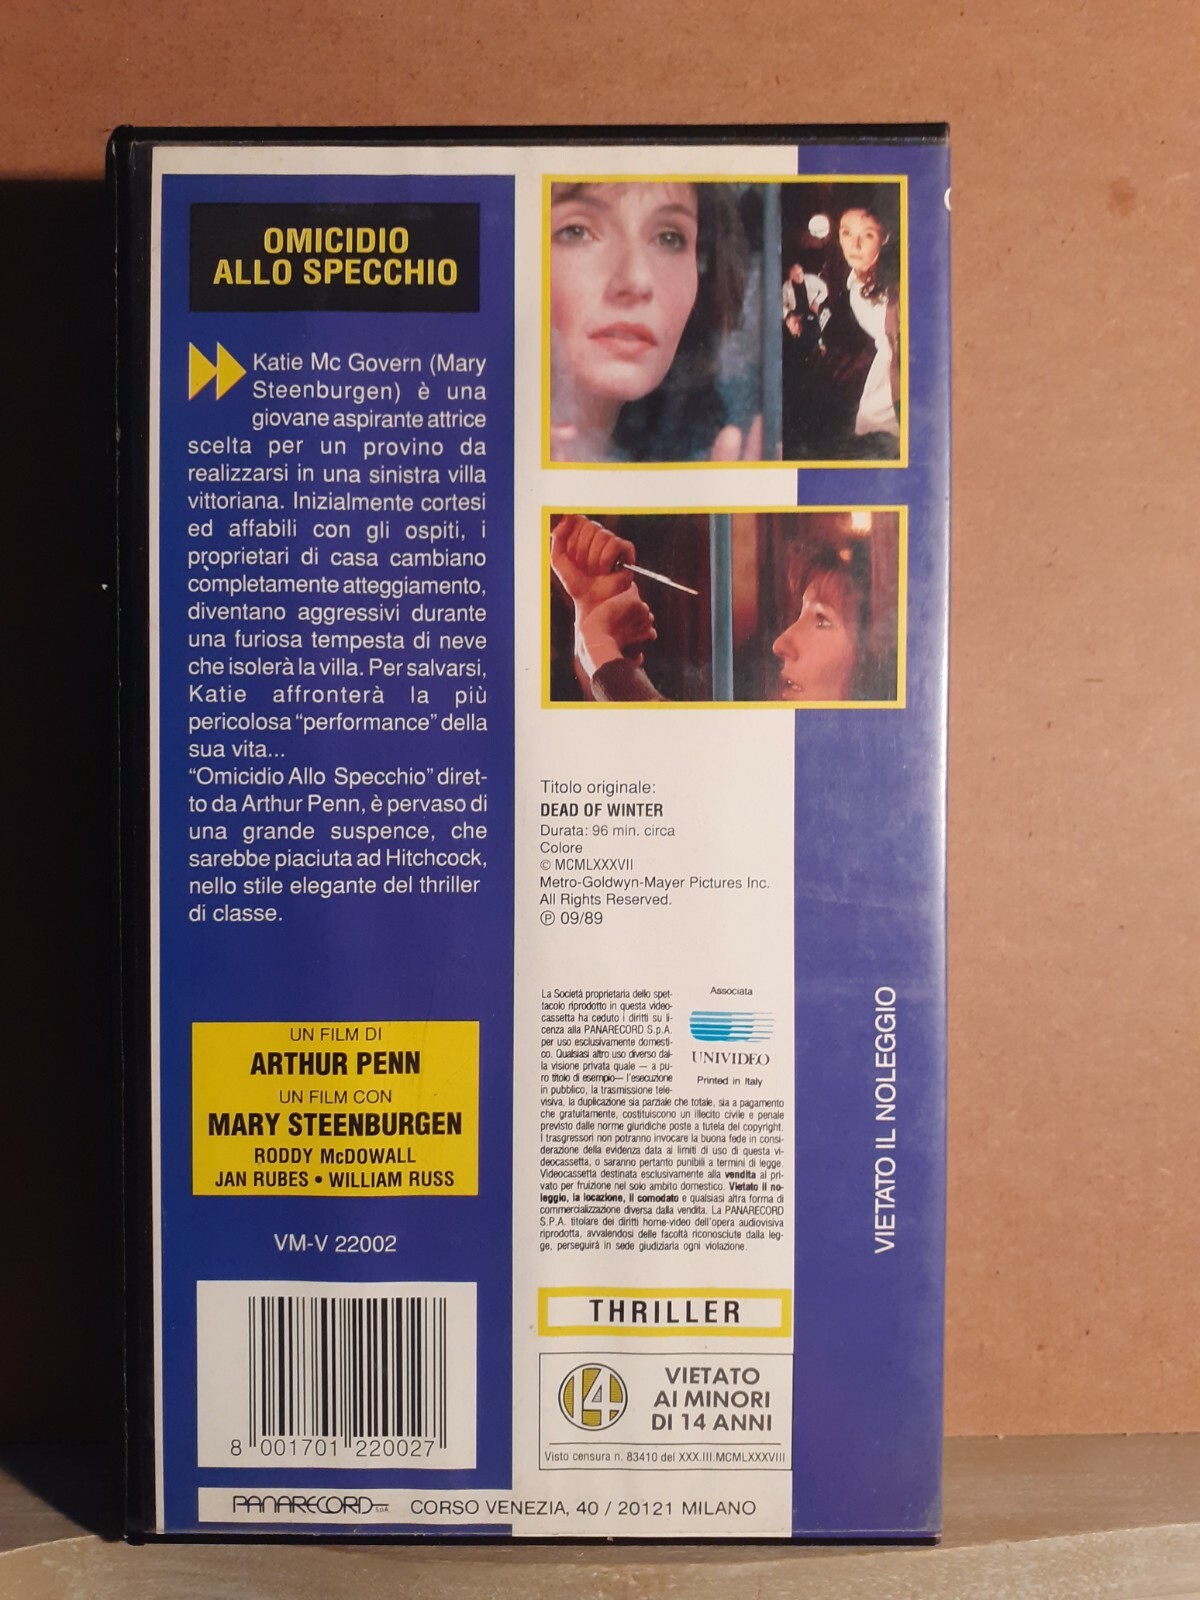 OMICIDIO
ALLO SPECCHIO
Katie Mc Govern (Mary
Steenburgen) è una
giovane aspirante attrice
scelta per un provino da
realizzarsi in una sinistra villa
vittoriana. Inizialmente cortesi
ed affabili con gli ospiti, i
proprietari di casa cambiano
completamente atteggiamento,
diventano aggressivi durante
una furiosa tempesta di neve
che isolerà la villa. Per salvarsi,
Katie affronterà la più
pericolosa “performance” della
sua vita...
“Omicidio Allo Specchio” diret-
to da Arthur Penn, è pervaso di
una grande suspence, che
sarebbe piaciuta ad Hitchcock,
nello stile elegante del thriller
di classe.
UN FILM DI
ARTHUR PENN
UN FILM CON
MARY STEENBURGEN
RODDY McDOWALL
JAN RUBES • WILLIAM RUSS
VM-V 22002
8 001701 220027
Titolo originale:
DEAD OF WINTER
Durata: 96 min. circa
Colore
© MCMLXXXVII
Metro-Goldwyn-Mayer Pictures Inc.
All Rights Reserved.
℗ 09/89
La Società proprietaria dello spet-
tacolo riprodotto in questa video-
cassetta ha ceduto i diritti su li-
cenza alla PANARECORD S.p.A.
per uso esclusivamente domesti-
co. Qualsiasi altro uso diverso dal-
la visione privata quale — a pu-
ro titolo di esempio— l'esecuzione
in pubblico, la trasmissione tele-
visiva, la duplicazione sia parziale che totale, sia a pagamento
che gratuitamente, costituiscono un illecito civile e penale
previsto dalle norme giuridiche poste a tutela del copyright.
I trasgressori non potranno invocare la buona fede in consi-
derazione della evidenza data ai limiti di uso di questa vi-
deocassetta, o saranno pertanto punibili a termini di legge.
Videocassetta destinata esclusivamente alla vendita al pri-
vato per fruizione nel solo ambito domestico. Vietato il no-
leggio, la locazione, il comodato e qualsiasi altra forma di
commercializzazione diversa dalla vendita. La PANARECORD
S.P.A. titolare dei diritti home-video dell'opera audiovisiva
riprodotta, avvalendosi delle facoltà riconosciute dalla leg-
ge, perseguirà in sede giudiziaria ogni violazione.
Associata
UNIVIDEO
Printed in Italy
THRILLER
14
VIETATO
AI MINORI
DI 14 ANNI
Visto censura n. 83410 del XXX.III.MCMLXXXVIII
PANARECORD S.p.A. CORSO VENEZIA, 40 / 20121 MILANO
VIETATO IL NOLEGGIO